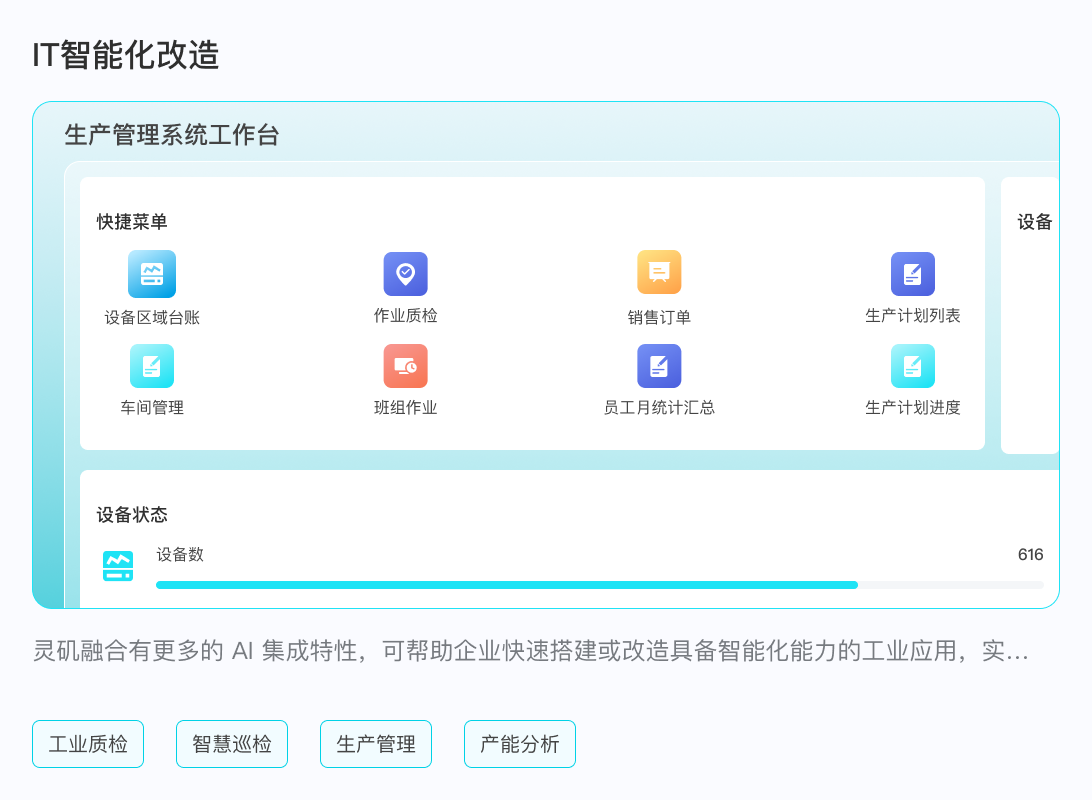 IT智能化改造
生产管理系统工作台
快捷菜单
设备
设备区域台账
作业质检
销售订单
生产计划列表
车间管理
班组作业
员工月统计汇总
生产计划进度
设备状态
设备数
616
灵矶融合有更多的 AI 集成特性，可帮助企业快速搭建或改造具备智能化能力的工业应用，实…
工业质检
智慧巡检
生产管理
产能分析